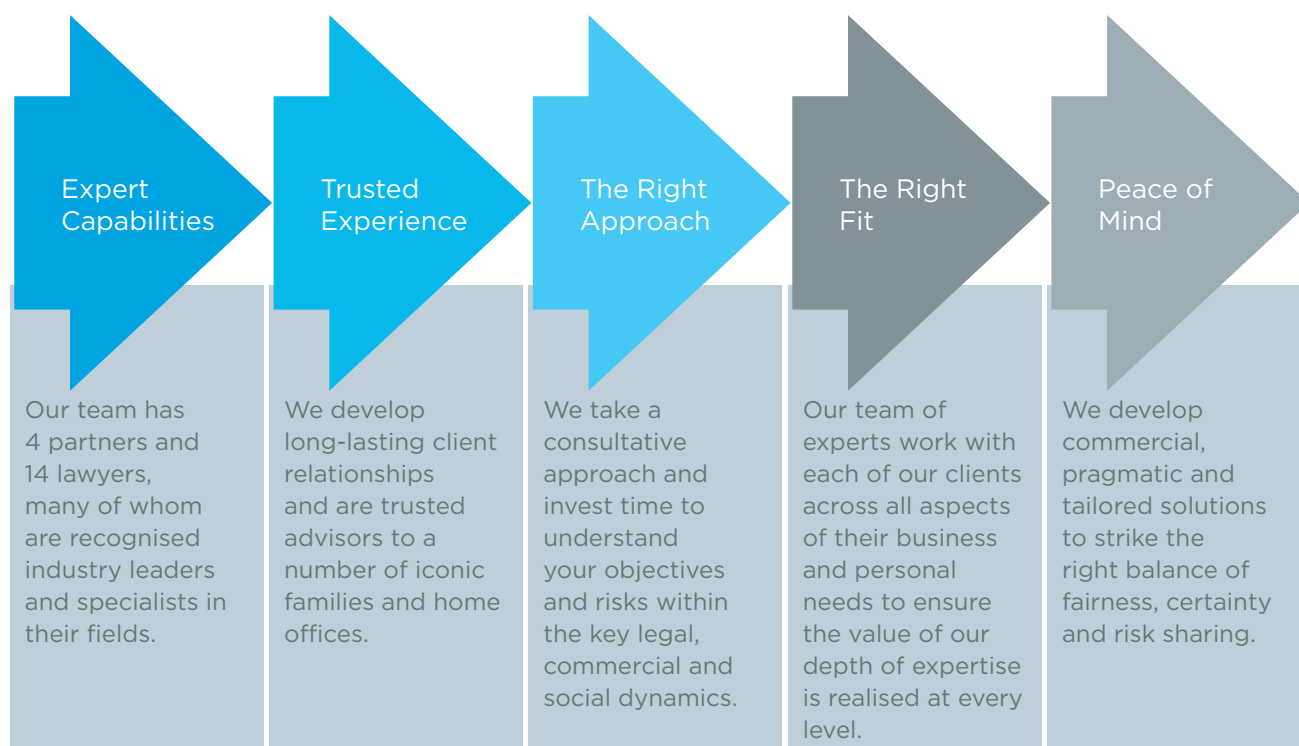 Expert
Capabilities
Trusted
Experience
The Right
Approach
The Right
Fit
Peace of
Mind
Our team has
4 partners and
14 lawyers,
many of whom
are recognised
industry leaders
and specialists in
their fields.
We develop
long-lasting client
relationships
and are trusted
advisors to a
number of iconic
families and home
offices.
We take a
consultative
approach and
invest time to
understand
your objectives
and risks within
the key legal,
commercial and
social dynamics.
Our team of
experts work with
each of our clients
across all aspects
of their business
and personal
needs to ensure
the value of our
depth of expertise
is realised at every
level.
We develop
commercial,
pragmatic and
tailored solutions
to strike the
right balance of
fairness, certainty
and risk sharing.